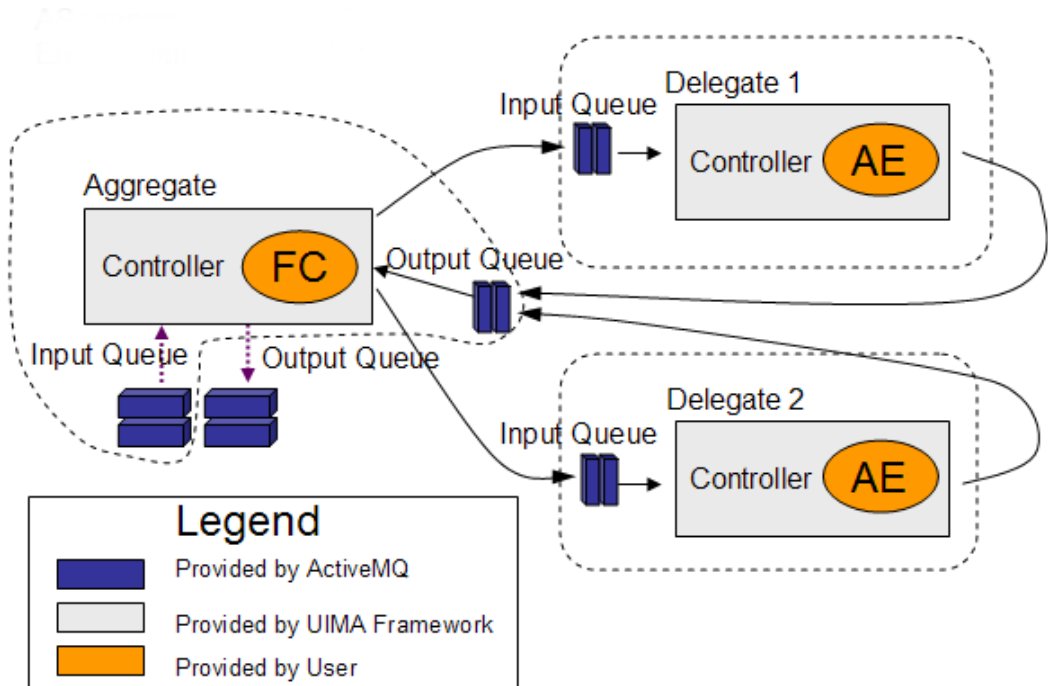 Delegate 1
Input Queue
Controller
AE
Aggregate
Controller
FC
Output Queue
Input Queue
Output Queue
Delegate 2
Input Queue
Controller
AE
Legend
Provided by ActiveMQ
Provided by UIMA Framework
Provided by User